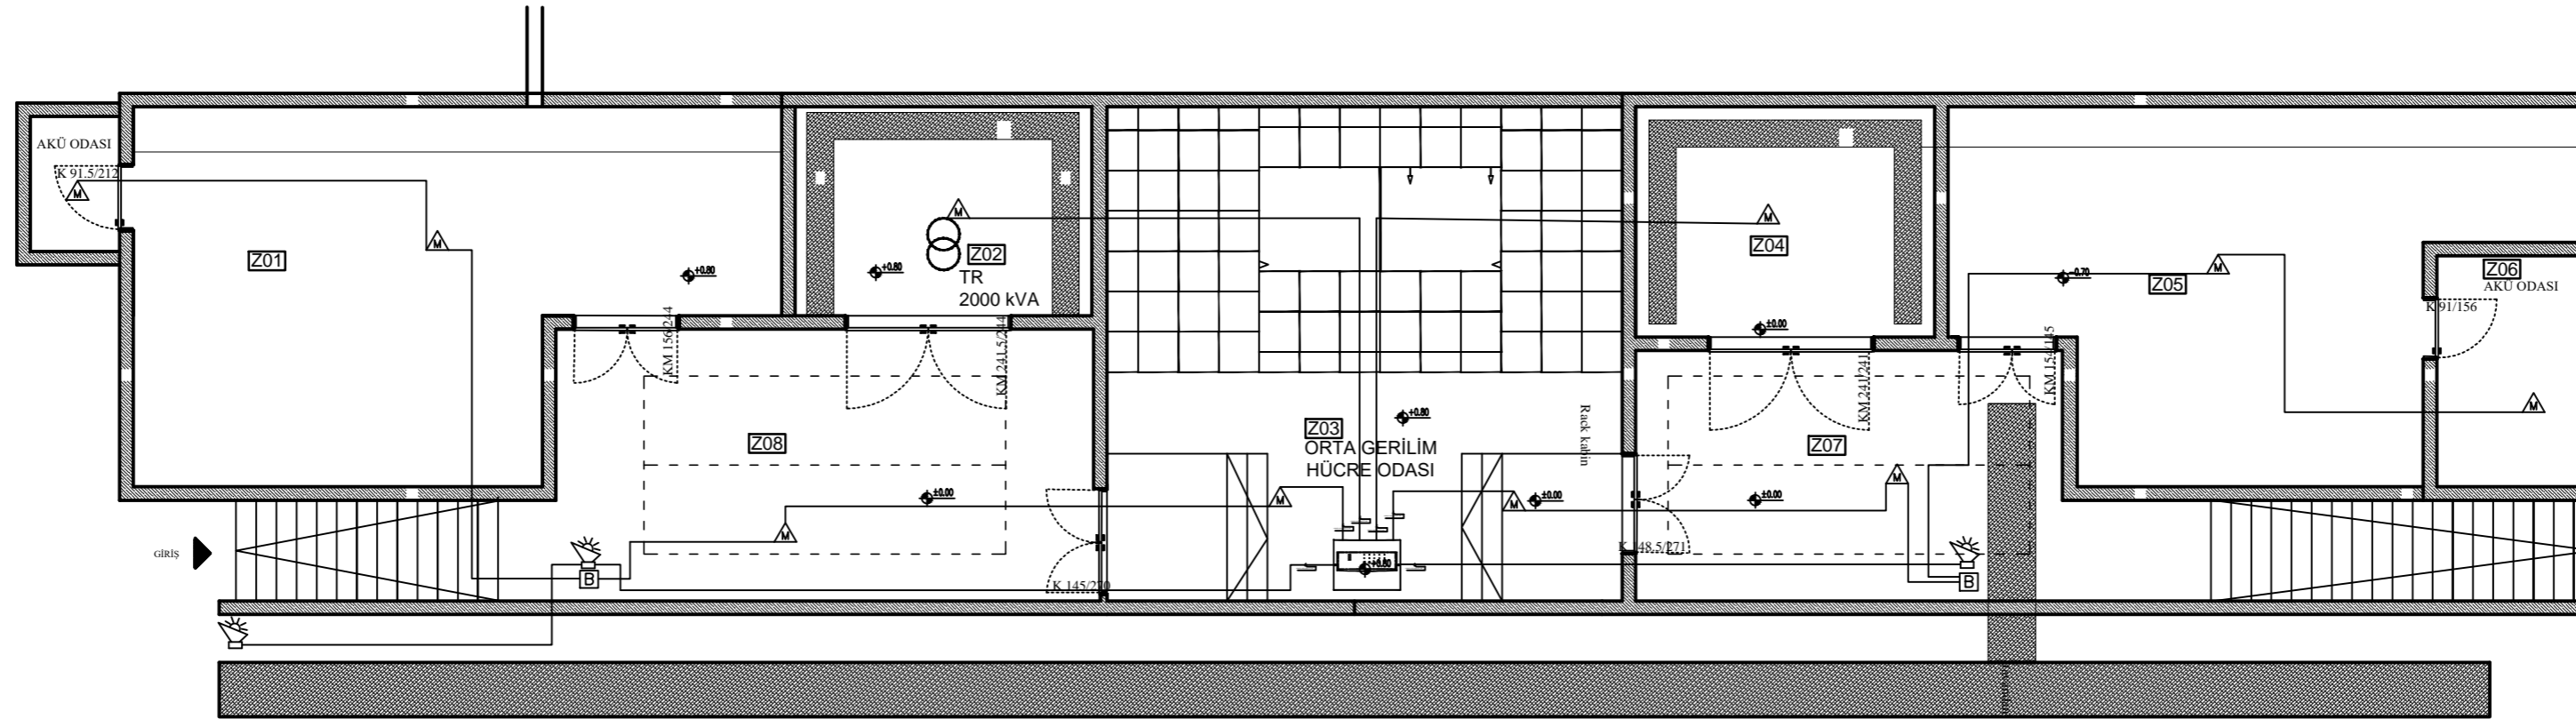 AKÜ ODASI
K 91.5/212
M
M
Z01
+0.80
KM 156/244
M
+0.80
Z02
TR
2000 kVA
KM 241.5/244
Z08
±0.00
M
B
GİRİŞ
K 145/270
Z03
ORTA GERİLİM
HÜCRE ODASI
+0.80
M
M
±0.00
+0.80
Rack kabin
K 148.5/271
M
Z04
±0.00
KM 241/241
Z07
±0.00
M
B
KM 154/145
-0.70
Z05
M
Z06
AKÜ ODASI
K 91/156
M